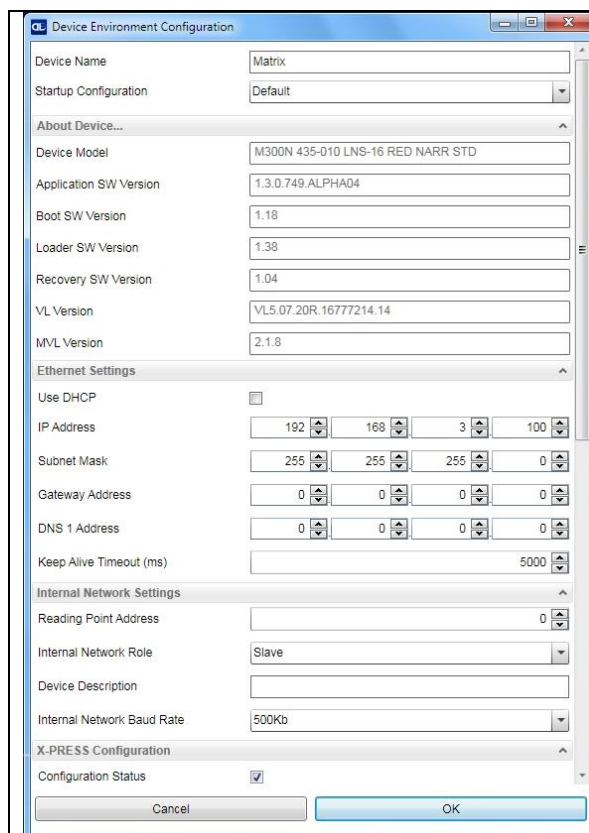 Device Environment Configuration
Device Name Matrix
Startup Configuration Default
About Device...
Device Model M300N 435-010 LNS-16 RED NARR STD
Application SW Version 1.3.0.749.ALPHA04
Boot SW Version 1.18
Loader SW Version 1.38
Recovery SW Version 1.04
VL Version VL5.07.20R.16777214.14
MVL Version 2.1.8
Ethernet Settings
Use DHCP
IP Address 192 . 168 . 3 . 100
Subnet Mask 255 . 255 . 255 . 0
Gateway Address 0 . 0 . 0 . 0
DNS 1 Address 0 . 0 . 0 . 0
Keep Alive Timeout (ms) 5000
Internal Network Settings
Reading Point Address 0
Internal Network Role Slave
Device Description
Internal Network Baud Rate 500Kb
X-PRESS Configuration
Configuration Status
Cancel OK